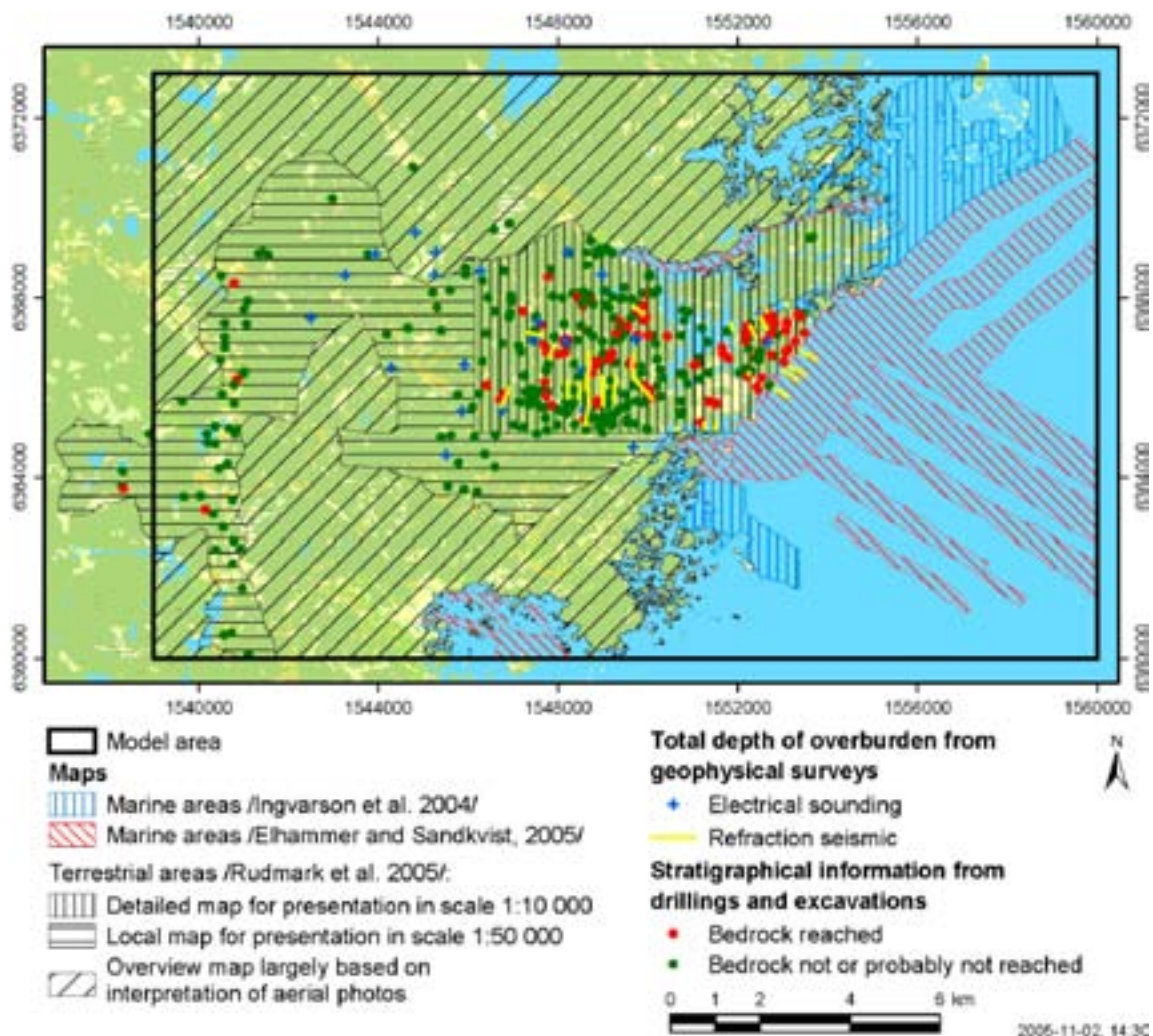 1540000 1544000 1548000 1552000 1556000 1560000
6372000 6372000
6368000 6368000
6364000 6364000
6360000 6360000
1540000 1544000 1548000 1552000 1556000 1560000
Model area
Maps
Marine areas /Ingvarson et al. 2004/
Marine areas /Elhammer and Sandkvist, 2005/
Terrestrial areas /Rudmark et al. 2005/:
Detailed map for presentation in scale 1:10 000
Local map for presentation in scale 1:50 000
Overview map largely based on
interpretation of aerial photos
Total depth of overburden from
geophysical surveys
Electrical sounding
Refraction seismic
Stratigraphical information from
drillings and excavations
Bedrock reached
Bedrock not or probably not reached
N
0 1 2 4 6 km
2005-11-02, 14:30